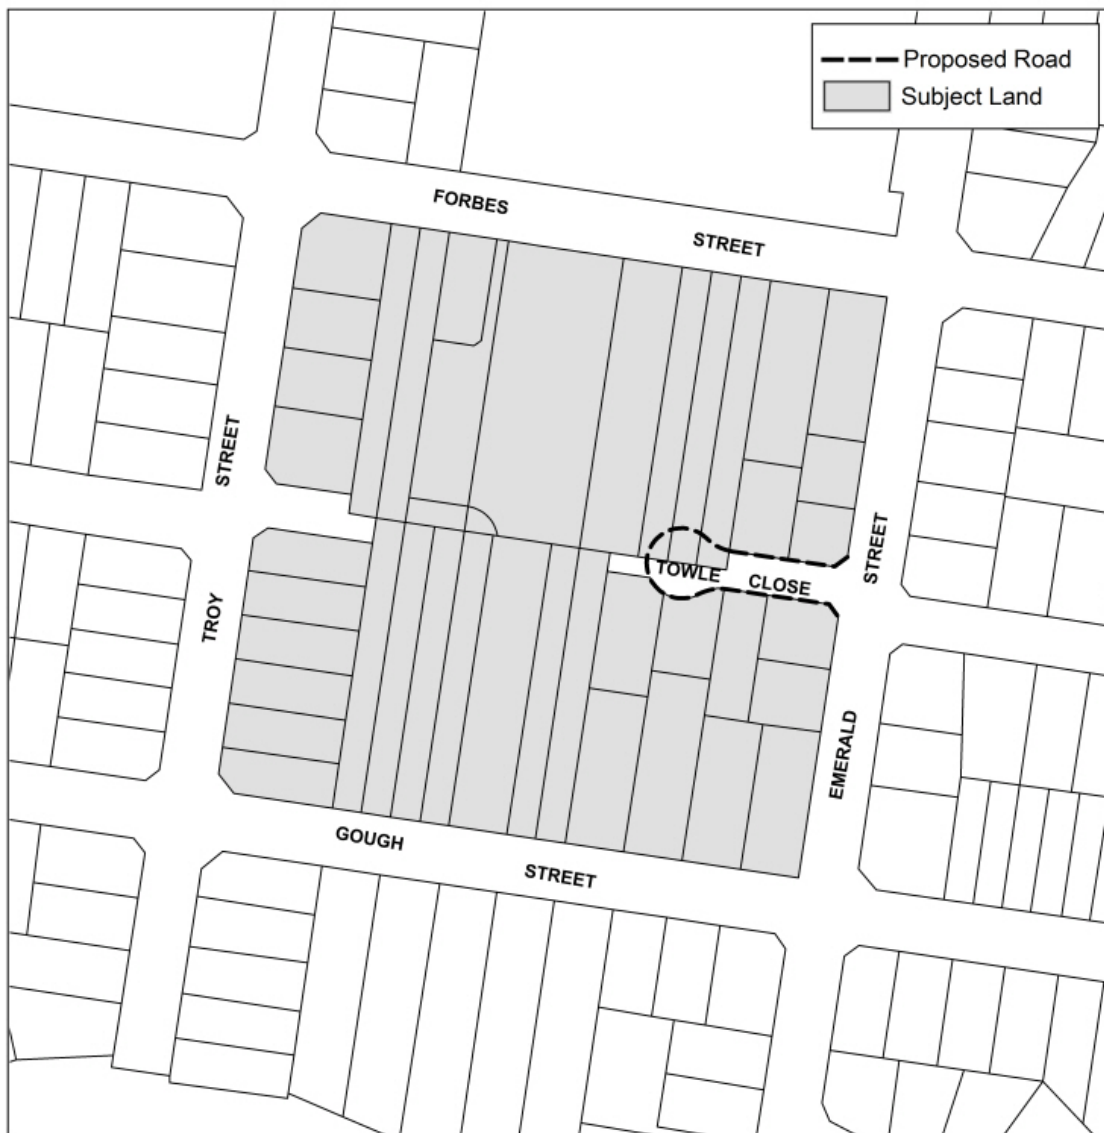 Proposed Road
Subject Land
FORBES
STREET
STREET
TROY
TOWLE
CLOSE
STREET
EMERALD
GOUGH
STREET